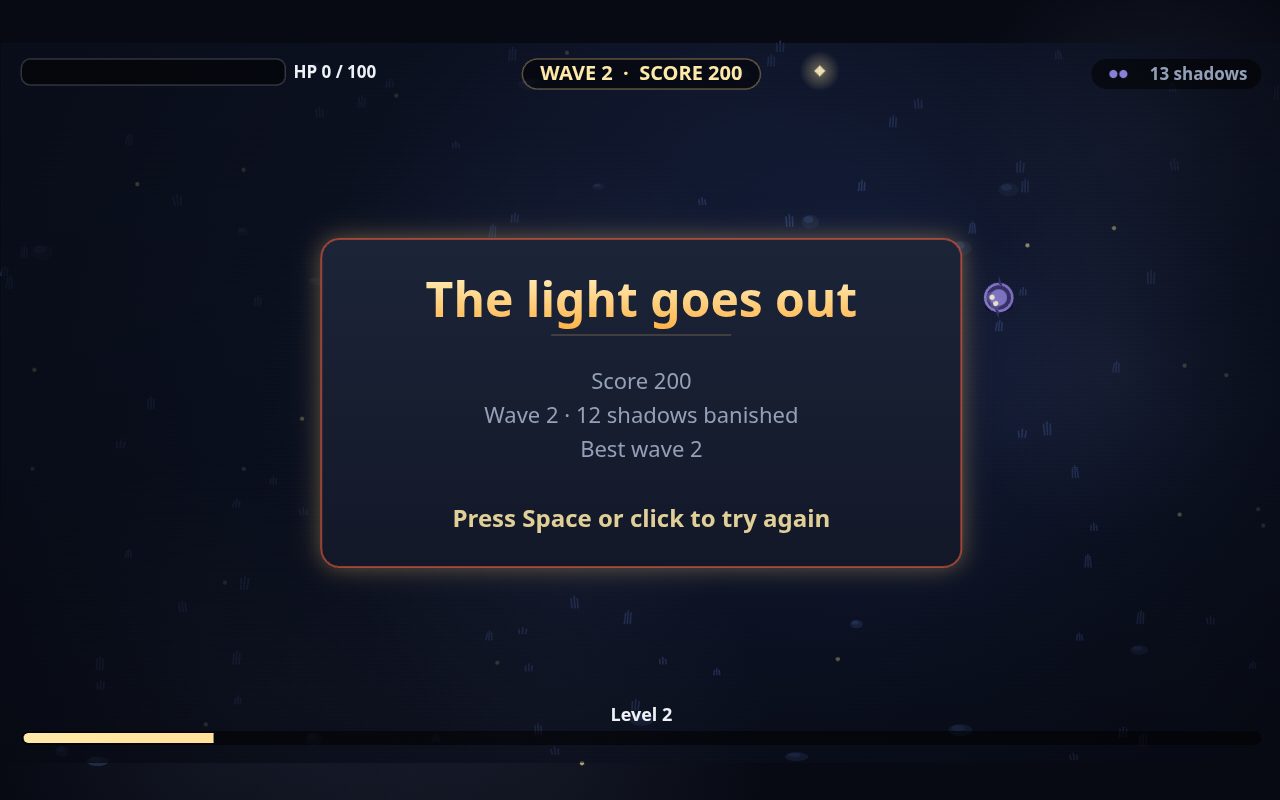 HP 0 / 100
WAVE 2 · SCORE 200
13 shadows
The light goes out
Score 200
Wave 2 · 12 shadows banished
Best wave 2
Press Space or click to try again
Level 2